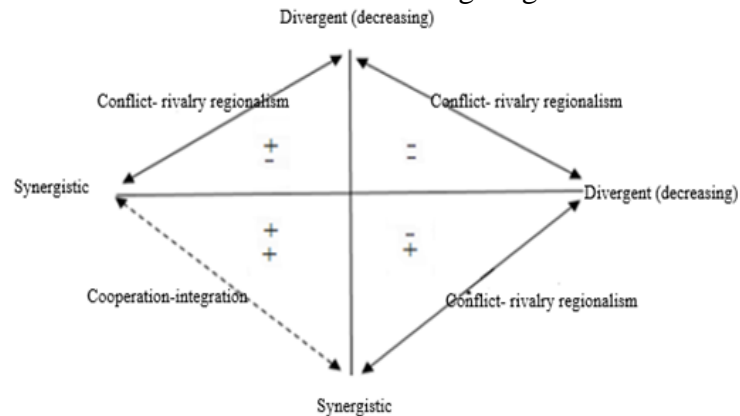 Divergent (decreasing)
Conflict- rivalry regionalism
Conflict- rivalry regionalism
+
-
-
-
Synergistic
Divergent (decreasing)
+
+
-
+
Cooperation-integration
Conflict- rivalry regionalism
Synergistic